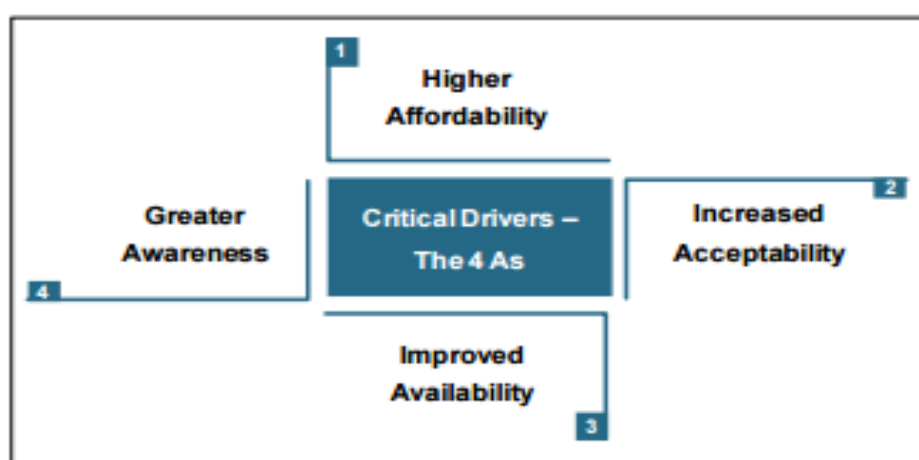 1
Higher
Affordability
2
Increased
Acceptability
Critical Drivers –
The 4 As
Greater
Awareness
4
Improved
Availability
3